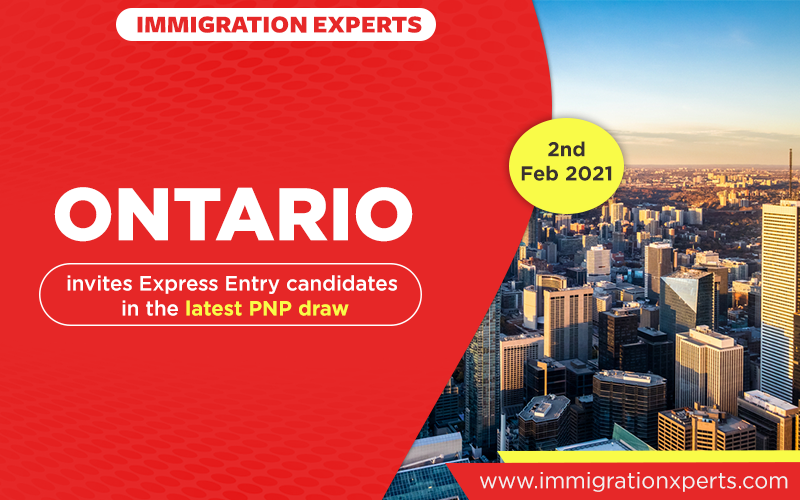 IMMIGRATION EXPERTS
2nd
Feb 2021
ONTARIO
invites Express Entry candidates
in the latest PNP draw
www.immigrationxperts.com